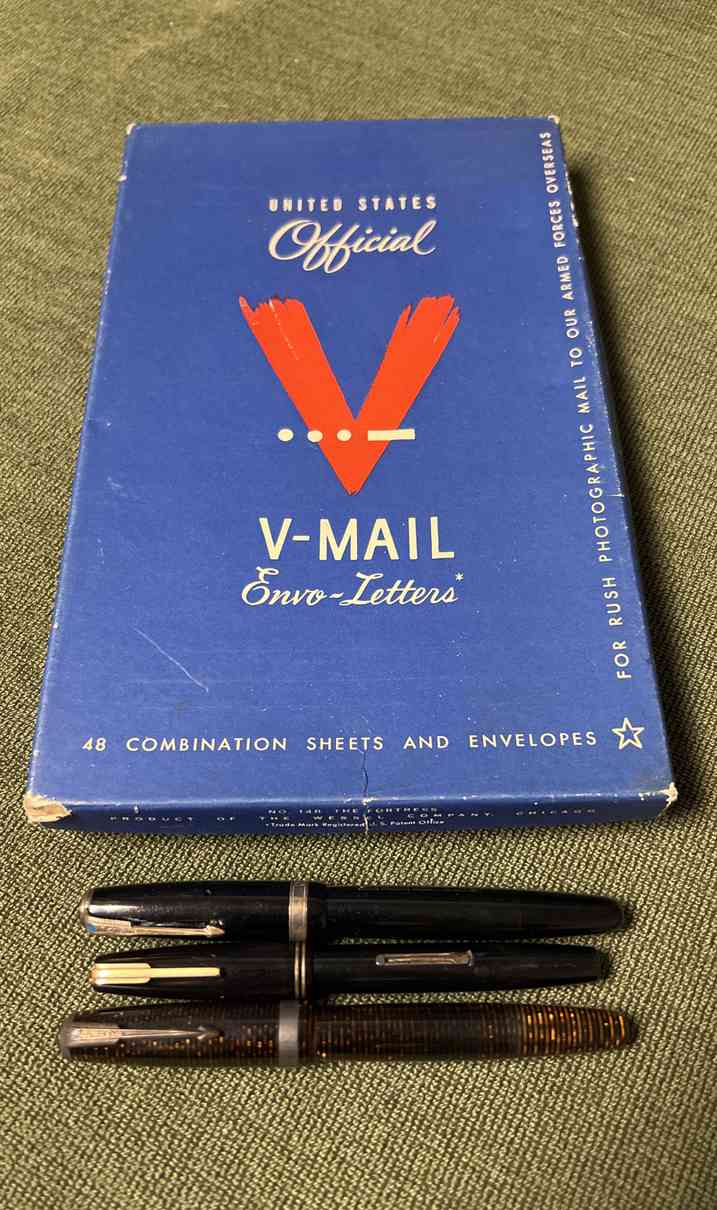 UNITED STATES
Official
V
V-MAIL
Envo-Letters*
48 COMBINATION SHEETS AND ENVELOPES
FOR RUSH PHOTOGRAPHIC MAIL TO OUR ARMED FORCES OVERSEAS
NO. 140 THE FORTRESS
PRODUCT OF THE WESSEL COMPANY, CHICAGO
*Trade Mark Registered U. S. Patent Office